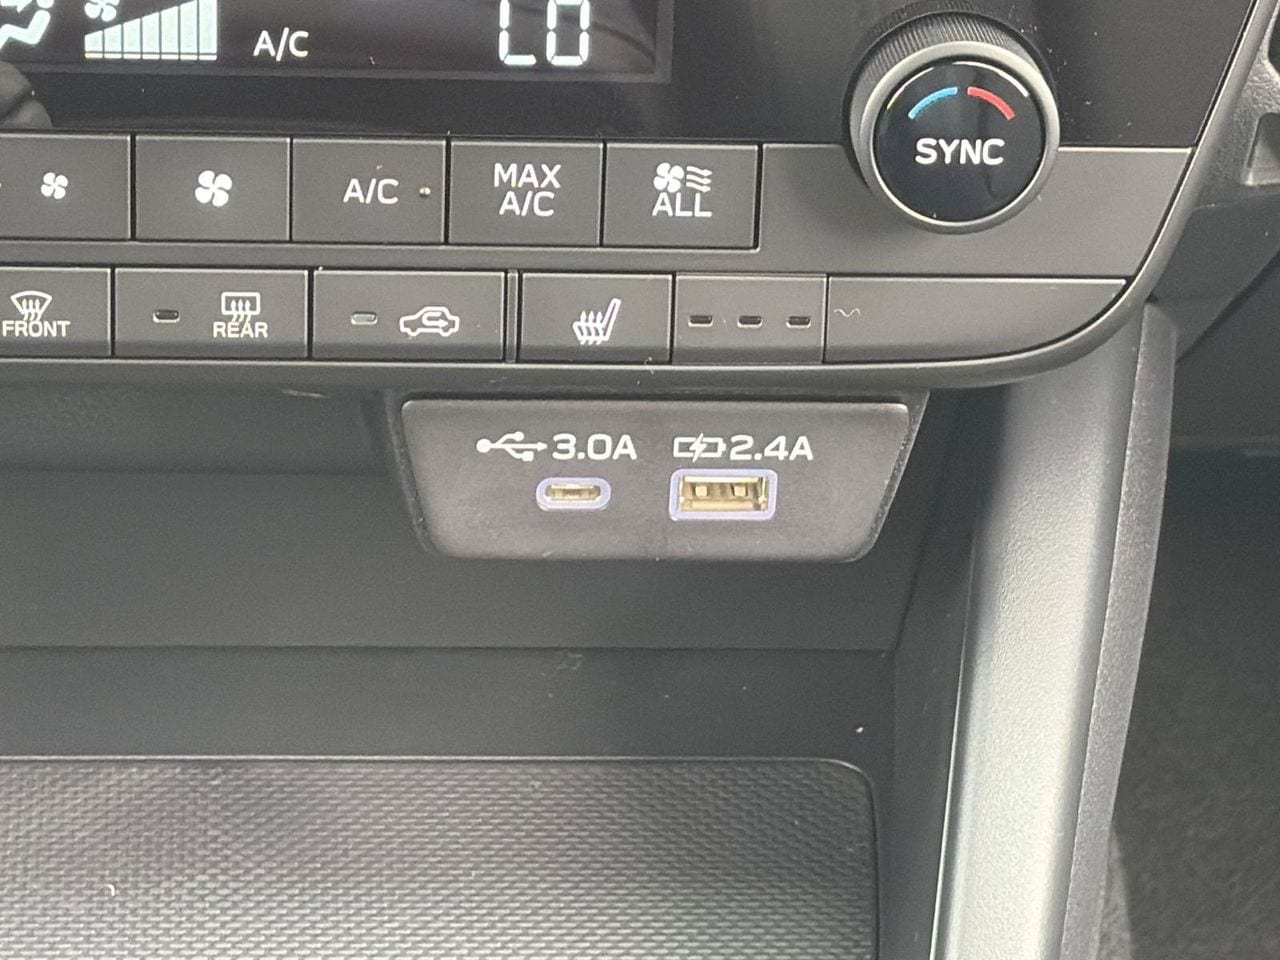 A/C
LO
SYNC
A/C
MAX
A/C
ALL
FRONT
REAR
3.0A
2.4A